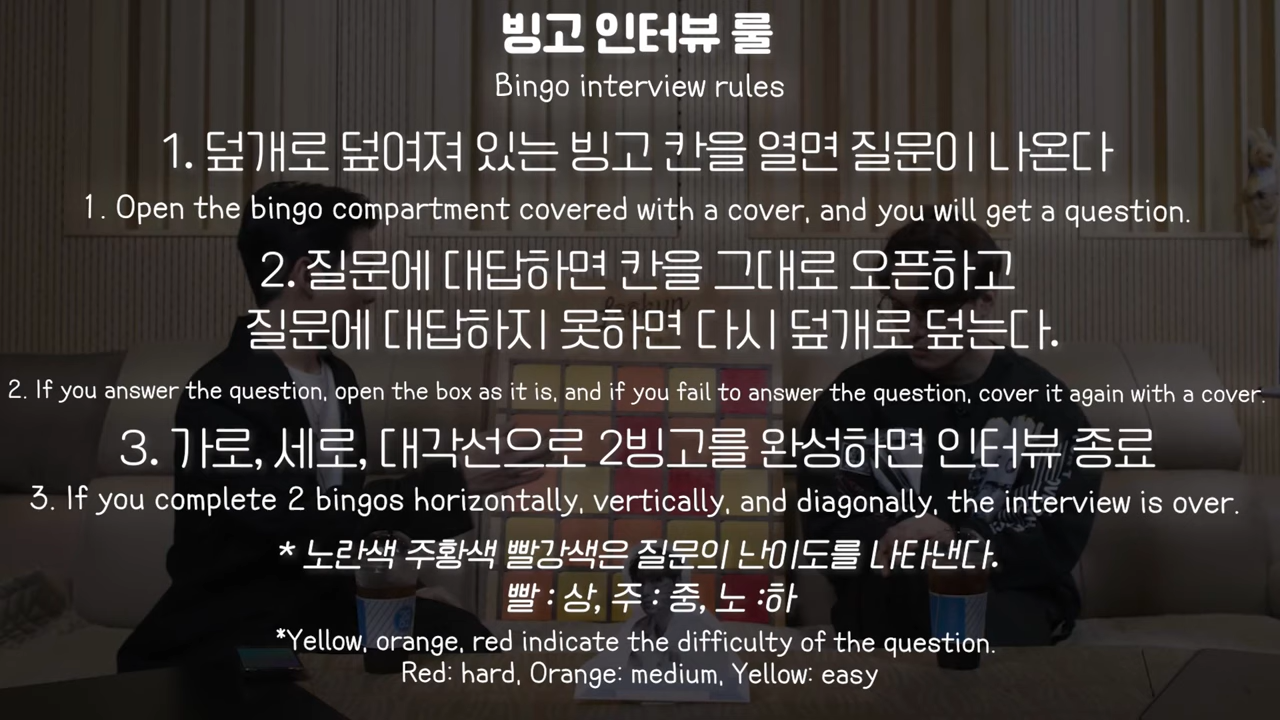 빙고 인터뷰 룰
Bingo interview rules
1. 덮개로 덮여져 있는 빙고 칸을 열면 질문이 나온다
1. Open the bingo compartment covered with a cover, and you will get a question.
2. 질문에 대답하면 칸을 그대로 오픈하고
질문에 대답하지 못하면 다시 덮개로 덮는다.
2. If you answer the question, open the box as it is, and if you fail to answer the question, cover it again with a cover.
3. 가로, 세로, 대각선으로 2빙고를 완성하면 인터뷰 종료
3. If you complete 2 bingos horizontally, vertically, and diagonally, the interview is over.
* 노란색 주황색 빨강색은 질문의 난이도를 나타낸다.
빨 : 상, 주 : 중, 노 :하
*Yellow, orange, red indicate the difficulty of the question.
Red: hard, Orange: medium, Yellow: easy